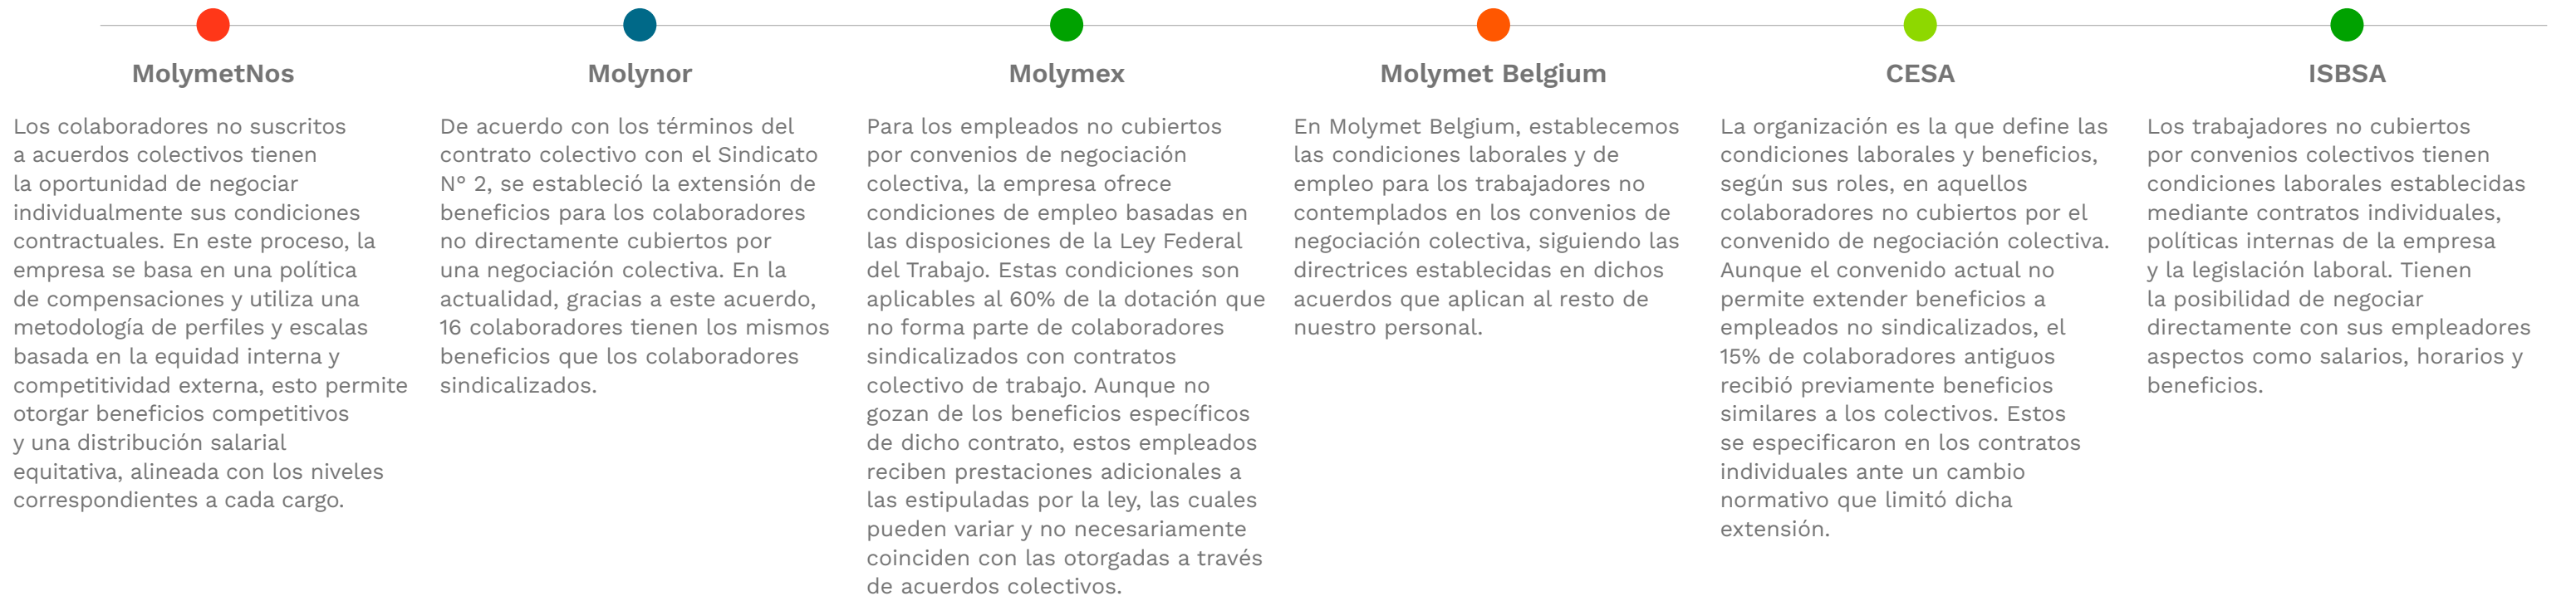 MolymetNos
Los colaboradores no suscritos
a acuerdos colectivos tienen
la oportunidad de negociar
individualmente sus condiciones
contractuales. En este proceso, la
empresa se basa en una política
de compensaciones y utiliza una
metodología de perfiles y escalas
basada en la equidad interna y
competitividad externa, esto permite
otorgar beneficios competitivos
y una distribución salarial
equitativa, alineada con los niveles
correspondientes a cada cargo.
Molynor
De acuerdo con los términos del
contrato colectivo con el Sindicato
N° 2, se estableció la extensión de
beneficios para los colaboradores
no directamente cubiertos por
una negociación colectiva. En la
actualidad, gracias a este acuerdo,
16 colaboradores tienen los mismos
beneficios que los colaboradores
sindicalizados.
Molymex
Para los empleados no cubiertos
por convenios de negociación
colectiva, la empresa ofrece
condiciones de empleo basadas en
las disposiciones de la Ley Federal
del Trabajo. Estas condiciones son
aplicables al 60% de la dotación que
no forma parte de colaboradores
sindicalizados con contratos
colectivo de trabajo. Aunque no
gozan de los beneficios específicos
de dicho contrato, estos empleados
reciben prestaciones adicionales a
las estipuladas por la ley, las cuales
pueden variar y no necesariamente
coinciden con las otorgadas a través
de acuerdos colectivos.
Molymet Belgium
En Molymet Belgium, establecemos
las condiciones laborales y de
empleo para los trabajadores no
contemplados en los convenios de
negociación colectiva, siguiendo las
directrices establecidas en dichos
acuerdos que aplican al resto de
nuestro personal.
CESA
La organización es la que define las
condiciones laborales y beneficios,
según sus roles, en aquellos
colaboradores no cubiertos por el
convenido de negociación colectiva.
Aunque el convenido actual no
permite extender beneficios a
empleados no sindicalizados, el
15% de colaboradores antiguos
recibió previamente beneficios
similares a los colectivos. Estos
se especificaron en los contratos
individuales ante un cambio
normativo que limitó dicha
extensión.
ISBSA
Los trabajadores no cubiertos
por convenios colectivos tienen
condiciones laborales establecidas
mediante contratos individuales,
políticas internas de la empresa
y la legislación laboral. Tienen
la posibilidad de negociar
directamente con sus empleadores
aspectos como salarios, horarios y
beneficios.